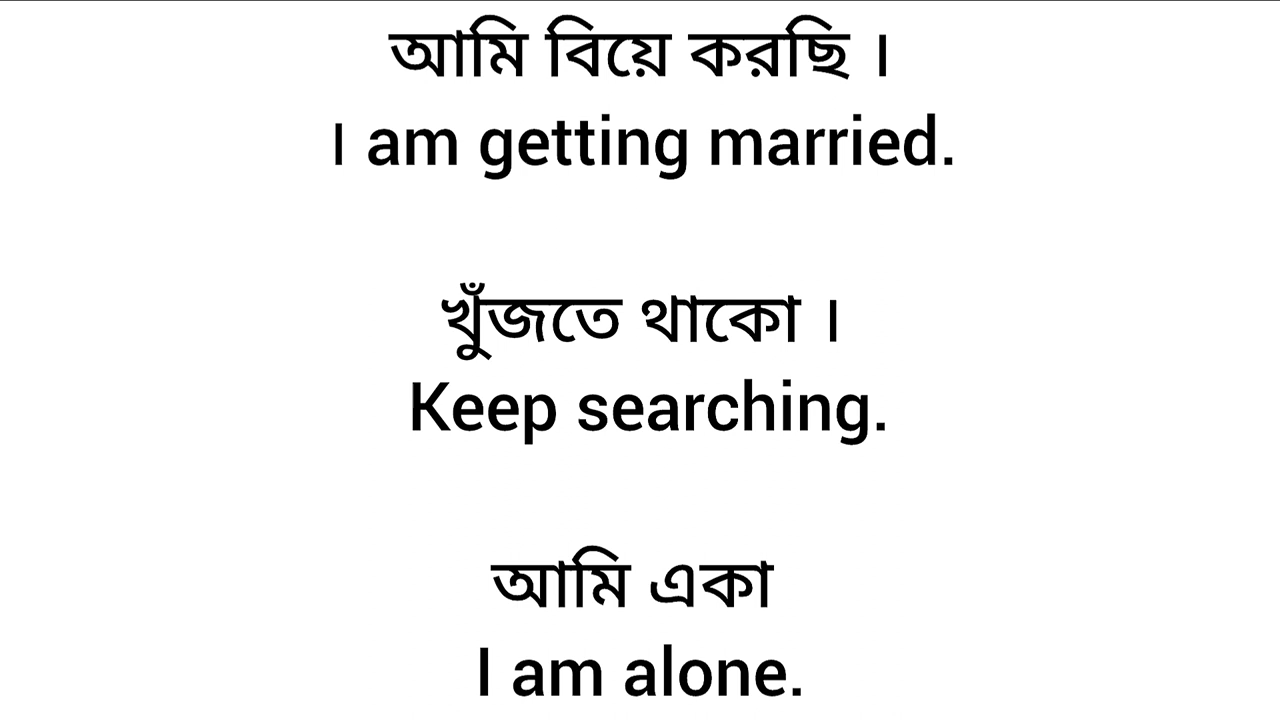 আমি বিয়ে করছি ।
I am getting married.
খুঁজতে থাকো ।
Keep searching.
আমি একা
I am alone.